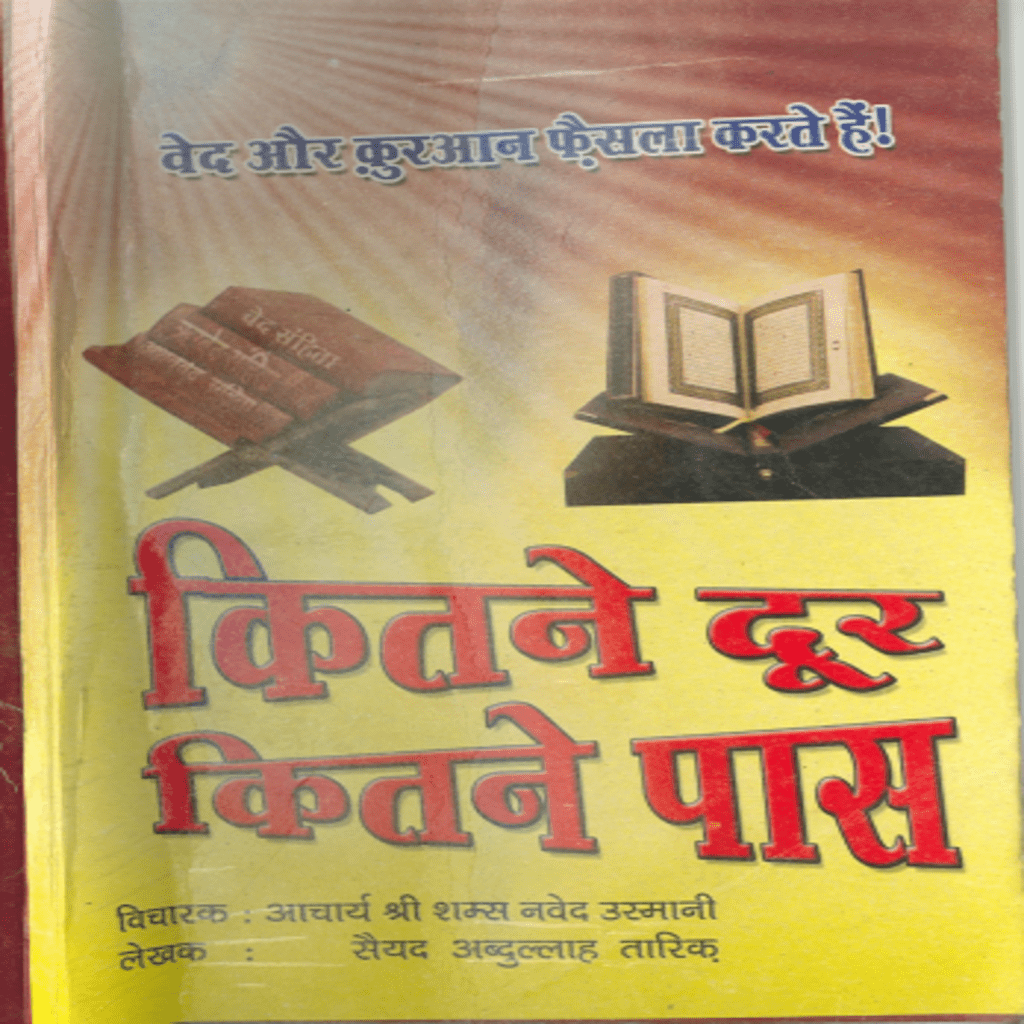 वेद और क़ुरआन फ़ैसला करते हैं!
वेद संहिता
कितने दूर
कितने पास
विचारक : आचार्य श्री शम्स नवेद उस्मानी
लेखक : सैयद अब्दुल्लाह तारिक़